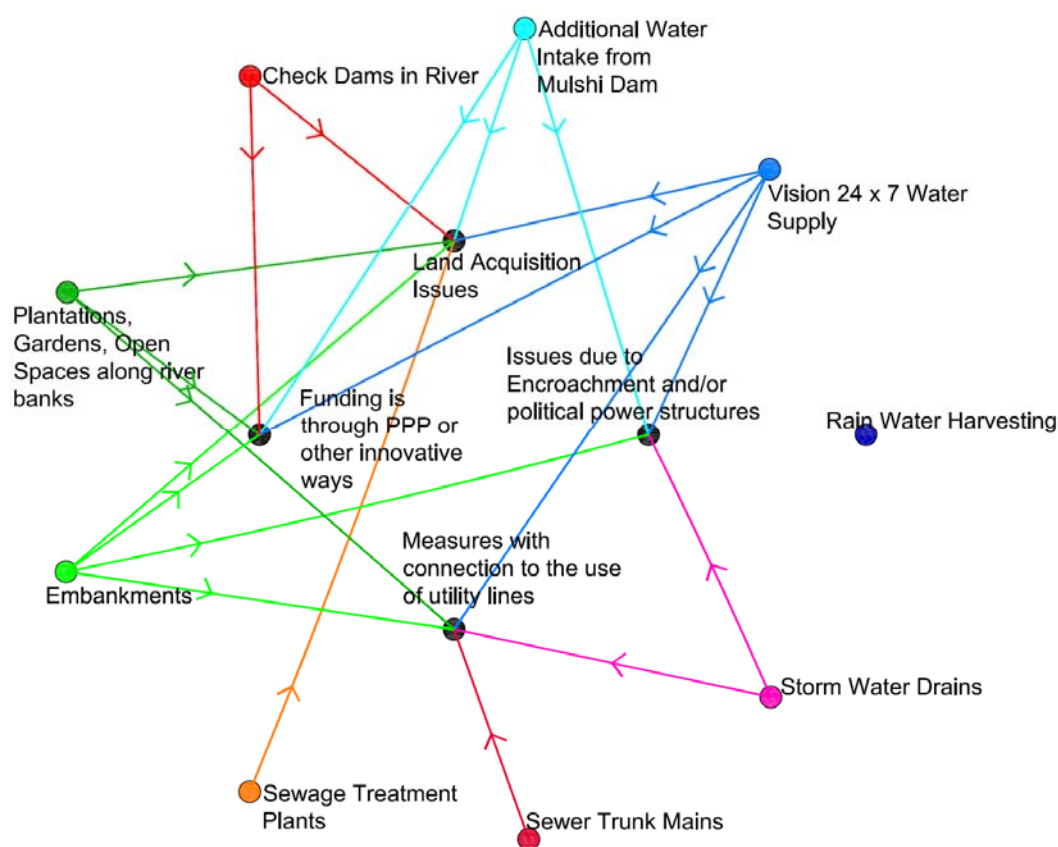 Additional Water
Intake from
Mulshi Dam
Check Dams in River
Vision 24 x 7 Water
Supply
Land Acquisition
Issues
Plantations,
Gardens, Open
Spaces along river
banks
Issues due to
Encroachment and/or
political power structures
Funding is
through PPP or
other innovative
ways
Rain Water Harvesting
Measures with
connection to the use
of utility lines
Embankments
Storm Water Drains
Sewage Treatment
Plants
Sewer Trunk Mains